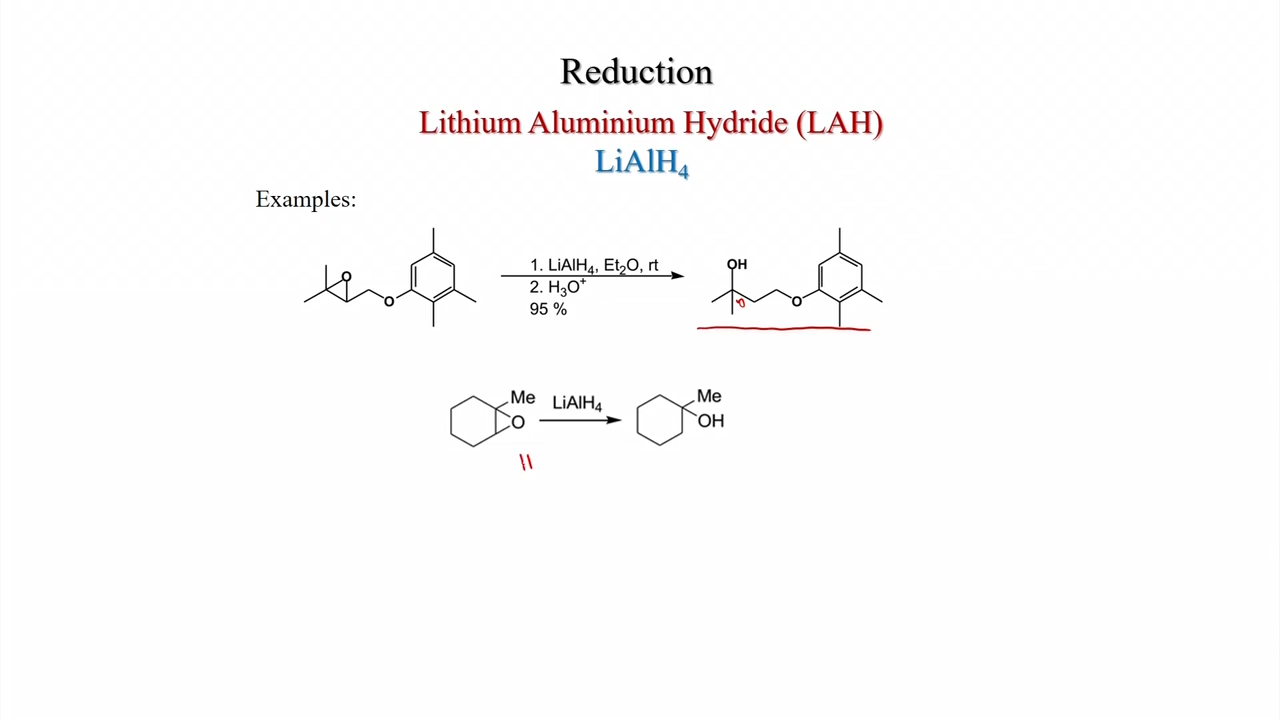 Reduction
Lithium Aluminium Hydride (LAH)
LiAlH₄
Examples:
O
O
1. LiAlH₄, Et₂O, rt
2. H₃O⁺
95 %
OH
O
Me
O
LiAlH₄
Me
OH